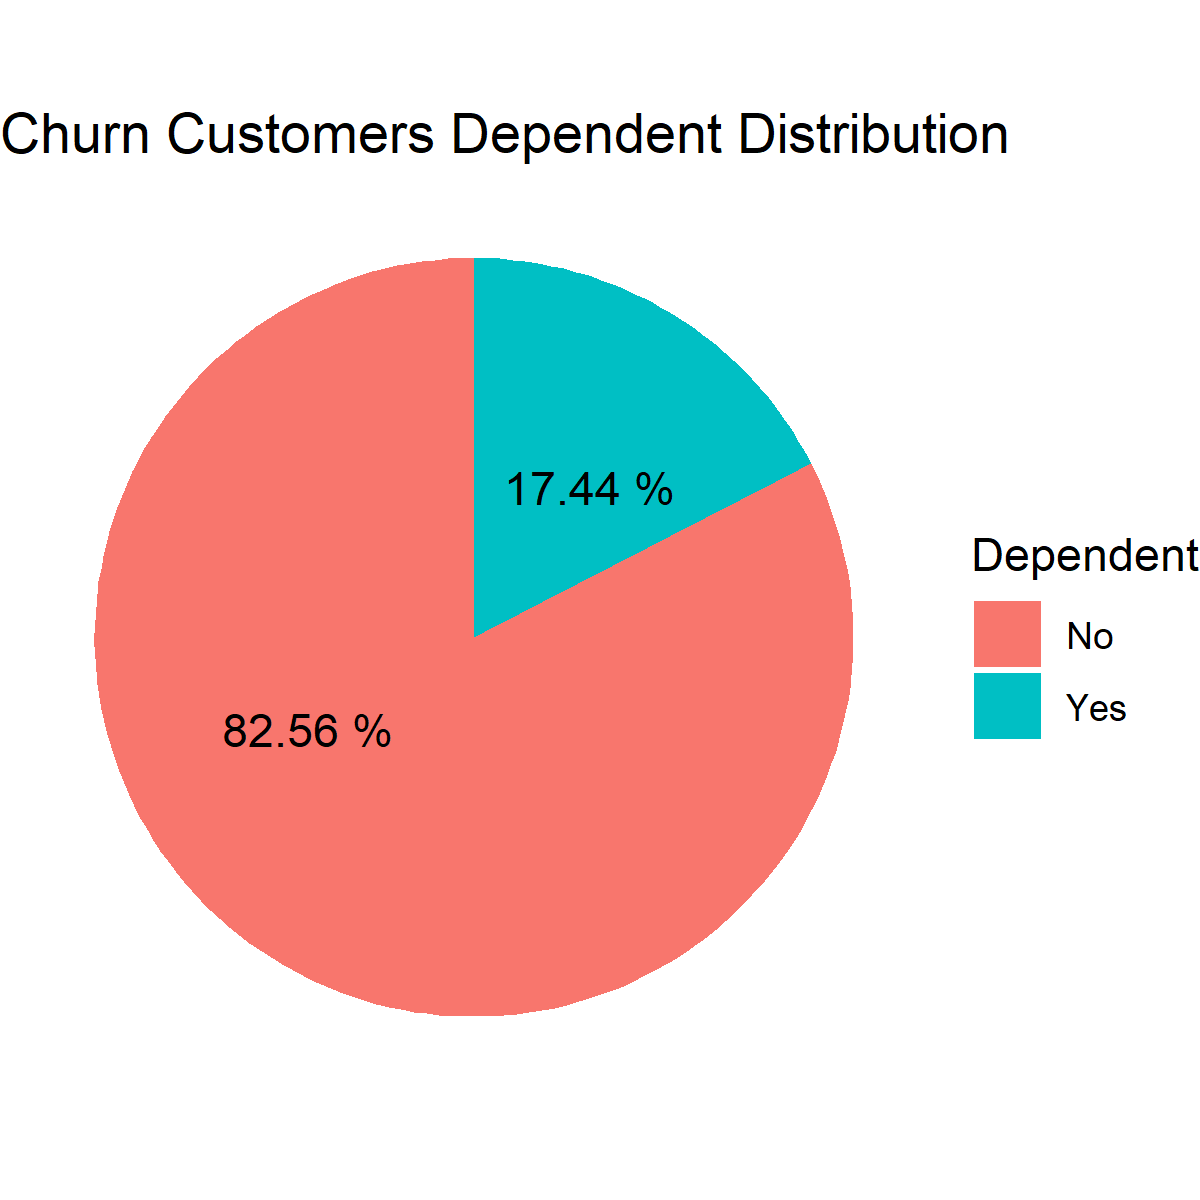 Churn Customers Dependent Distribution
17.44 %
82.56 %
Dependent
No
Yes